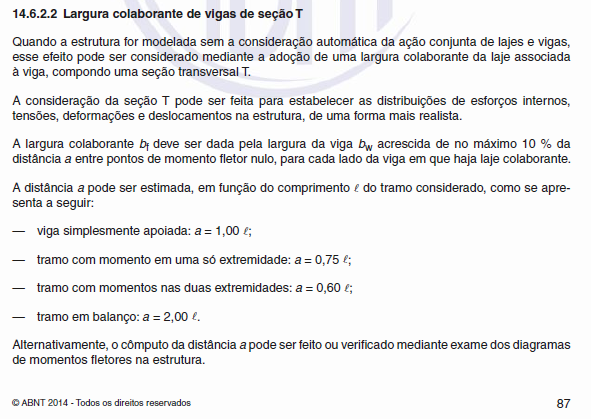 14.6.2.2 Largura colaborante de vigas de seção T
Quando a estrutura for modelada sem a consideração automática da ação conjunta de lajes e vigas,
esse efeito pode ser considerado mediante a adoção de uma largura colaborante da laje associada
à viga, compondo uma seção transversal T.
A consideração da seção T pode ser feita para estabelecer as distribuições de esforços internos,
tensões, deformações e deslocamentos na estrutura, de uma forma mais realista.
A largura colaborante bf deve ser dada pela largura da viga bw acrescida de no máximo 10 % da
distância a entre pontos de momento fletor nulo, para cada lado da viga em que haja laje colaborante.
A distância a pode ser estimada, em função do comprimento ℓ do tramo considerado, como se apre-
senta a seguir:
— viga simplesmente apoiada: a = 1,00 ℓ;
— tramo com momento em uma só extremidade: a = 0,75 ℓ;
— tramo com momentos nas duas extremidades: a = 0,60 ℓ;
— tramo em balanço: a = 2,00 ℓ.
Alternativamente, o cômputo da distância a pode ser feito ou verificado mediante exame dos diagramas
de momentos fletores na estrutura.
© ABNT 2014 - Todos os direitos reservados 87